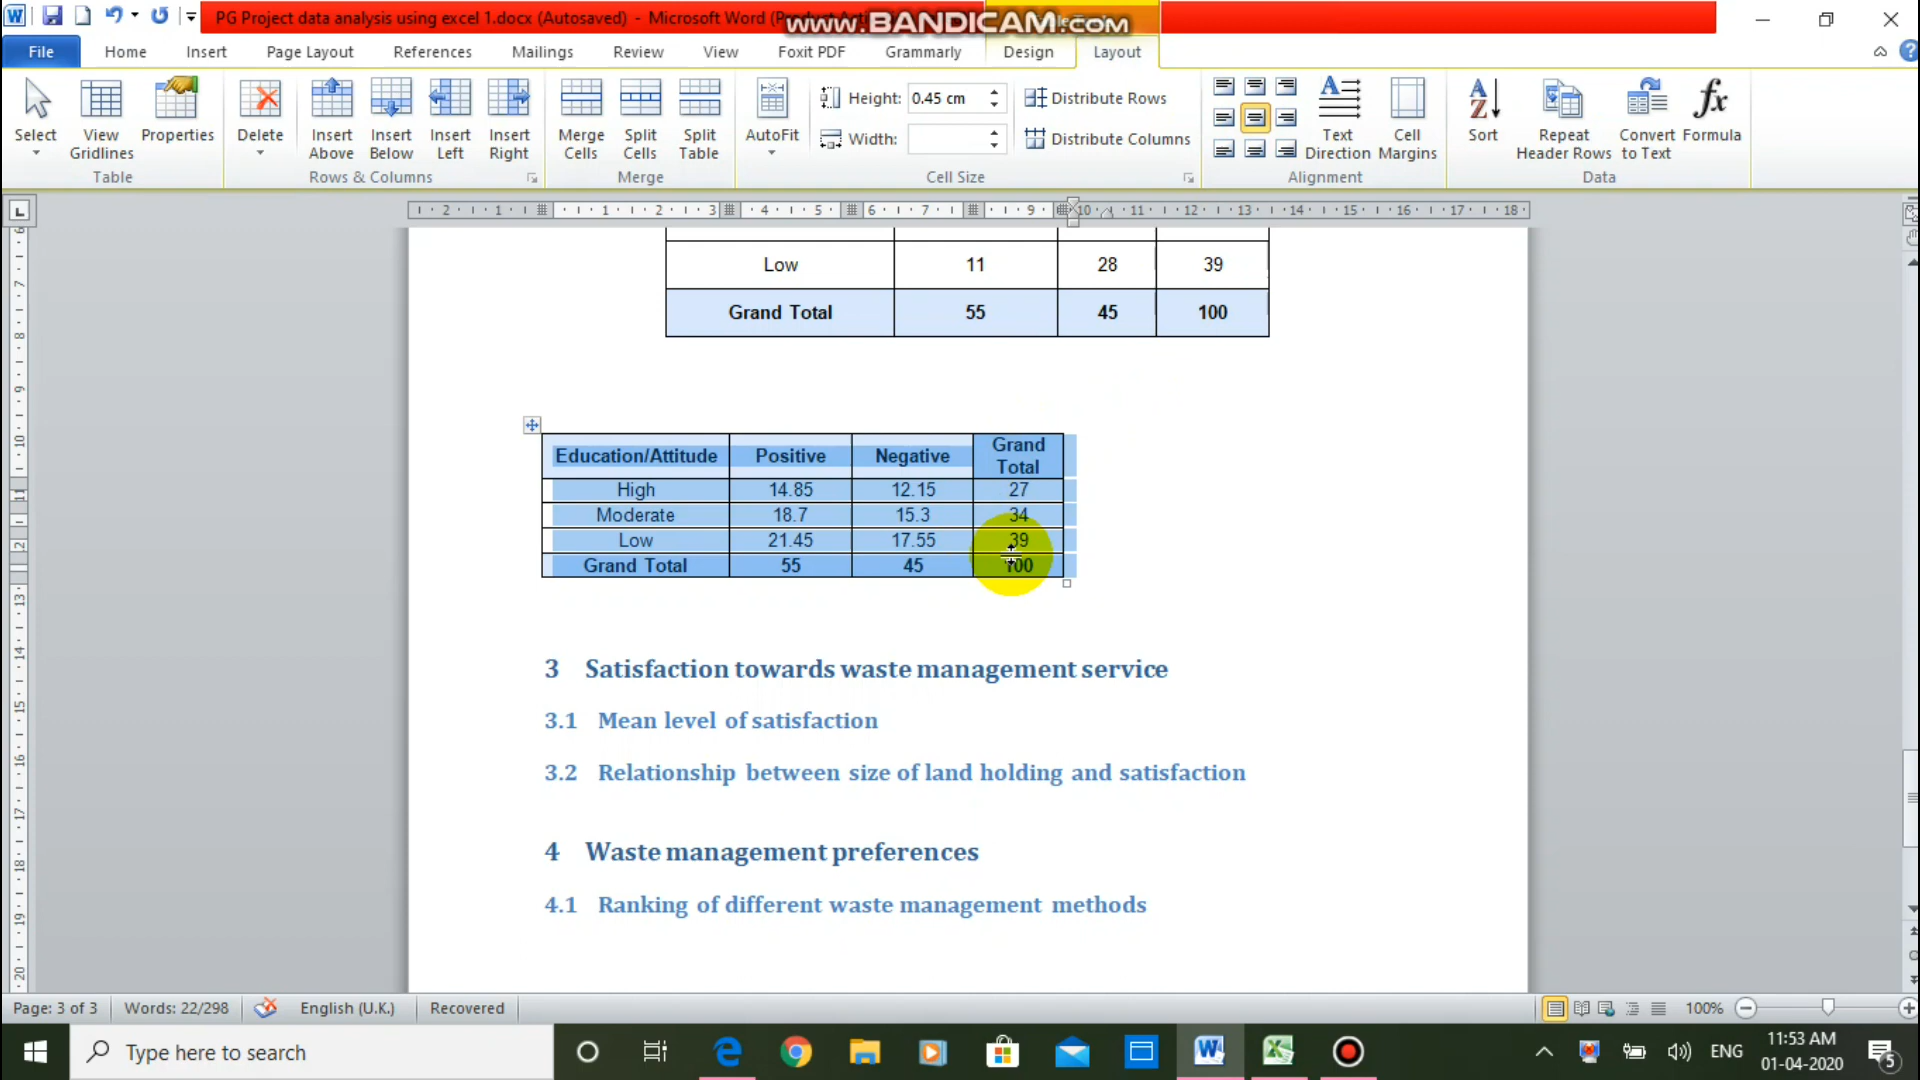 PG Project data analysis using excel 1.docx (Autosaved) - Microsoft Word
www.BANDICAM.com
File Home Insert Page Layout References Mailings Review View Foxit PDF Grammarly Design Layout
Select View Gridlines Properties Delete Insert Above Insert Below Insert Left Insert Right Merge Cells Split Cells Split Table AutoFit Height: 0.45 cm Width: Distribute Rows Distribute Columns Text Direction Cell Margins Sort Repeat Header Rows Convert to Text Formula
Table Rows & Columns Merge Cell Size Alignment Data
Low 11 28 39
Grand Total 55 45 100
Education/Attitude Positive Negative Grand Total
High 14.85 12.15 27
Moderate 18.7 15.3 34
Low 21.45 17.55 39
Grand Total 55 45 100
3 Satisfaction towards waste management service
3.1 Mean level of satisfaction
3.2 Relationship between size of land holding and satisfaction
4 Waste management preferences
4.1 Ranking of different waste management methods
Page: 3 of 3 Words: 22/298 English (U.K.) Recovered 100%
Type here to search ENG 11:53 AM
01-04-2020 5